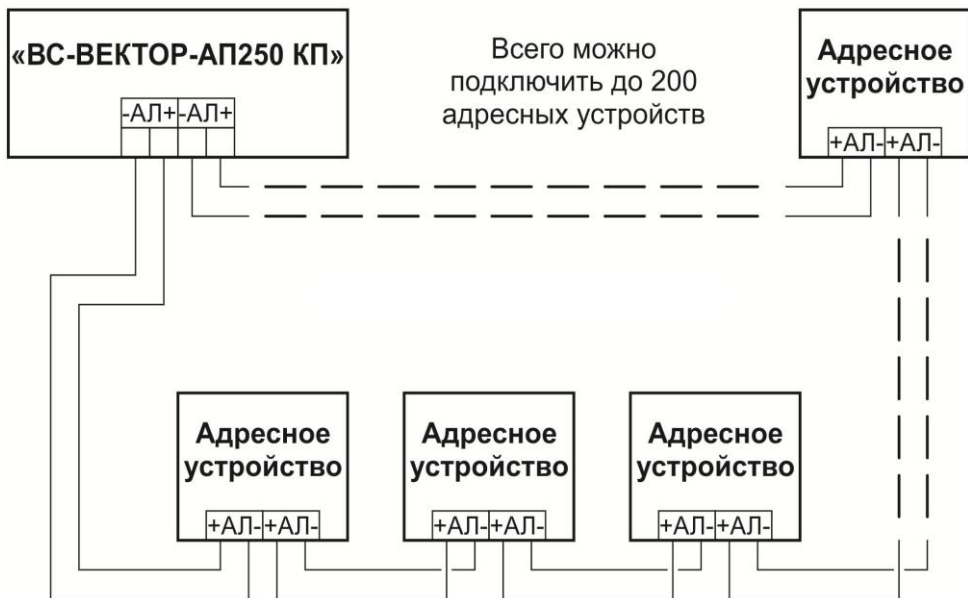 «ВС-ВЕКТОР-АП250 КП»
-АЛ+-АЛ+
Всего можно
подключить до 200
адресных устройств
Адресное
устройство
+АЛ-+АЛ-
Адресное
устройство
+АЛ-+АЛ-
Адресное
устройство
+АЛ-+АЛ-
Адресное
устройство
+АЛ-+АЛ-